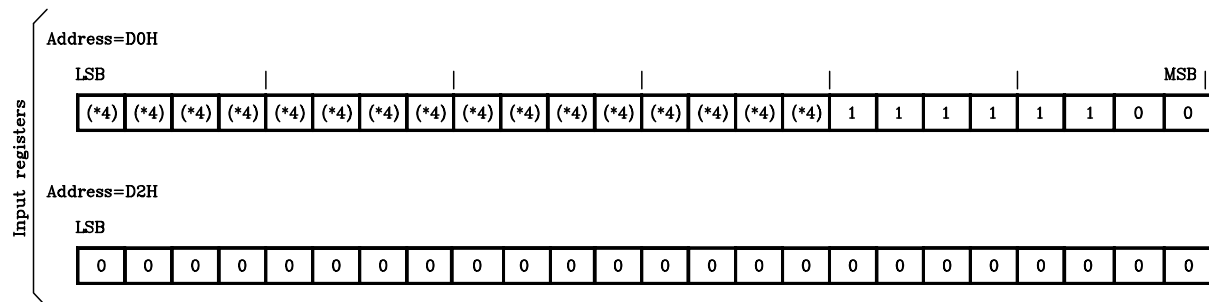 Input registers
Address=D0H
LSB MSB
(*4) (*4) (*4) (*4) (*4) (*4) (*4) (*4) (*4) (*4) (*4) (*4) (*4) (*4) (*4) (*4) 1 1 1 1 1 1 0 0
Address=D2H
LSB
0 0 0 0 0 0 0 0 0 0 0 0 0 0 0 0 0 0 0 0 0 0 0 0